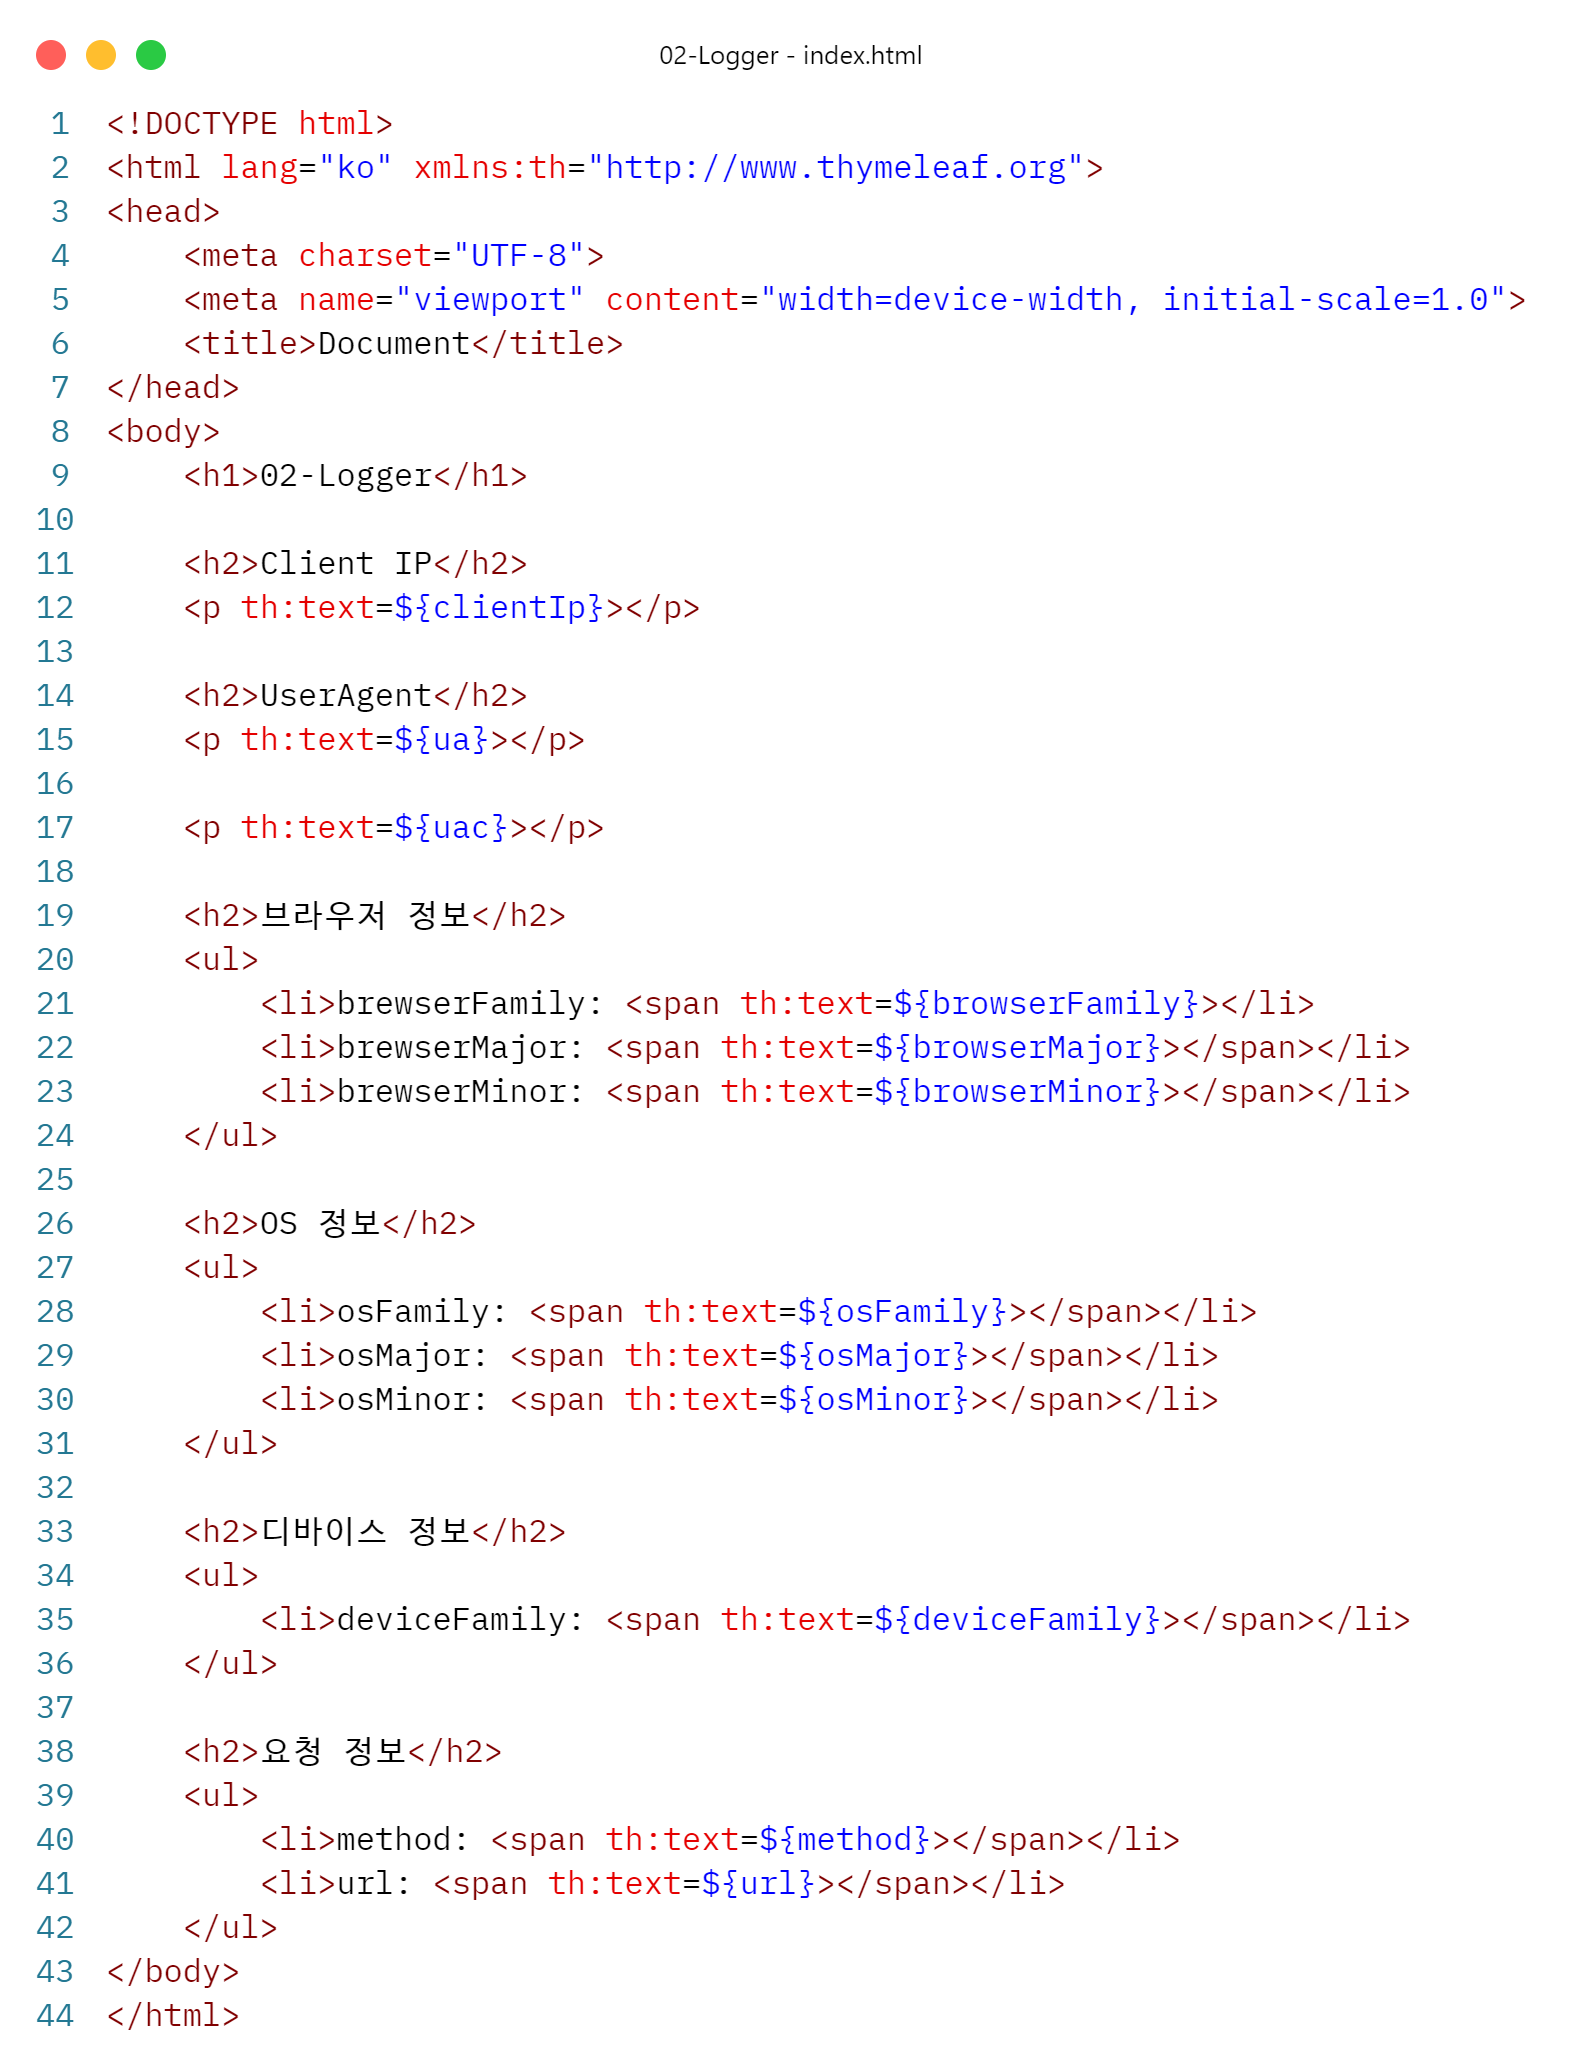 02-Logger - index.html
1 <!DOCTYPE html>
2 <html lang="ko" xmlns:th="http://www.thymeleaf.org">
3 <head>
4     <meta charset="UTF-8">
5     <meta name="viewport" content="width=device-width, initial-scale=1.0">
6     <title>Document</title>
7 </head>
8 <body>
9     <h1>02-Logger</h1>
10
11     <h2>Client IP</h2>
12     <p th:text=${clientIp}></p>
13
14     <h2>UserAgent</h2>
15     <p th:text=${ua}></p>
16
17     <p th:text=${uac}></p>
18
19     <h2>브라우저 정보</h2>
20     <ul>
21         <li>brewserFamily: <span th:text=${browserFamily}></li>
22         <li>brewserMajor: <span th:text=${browserMajor}></span></li>
23         <li>brewserMinor: <span th:text=${browserMinor}></span></li>
24     </ul>
25
26     <h2>OS 정보</h2>
27     <ul>
28         <li>osFamily: <span th:text=${osFamily}></span></li>
29         <li>osMajor: <span th:text=${osMajor}></span></li>
30         <li>osMinor: <span th:text=${osMinor}></span></li>
31     </ul>
32
33     <h2>디바이스 정보</h2>
34     <ul>
35         <li>deviceFamily: <span th:text=${deviceFamily}></span></li>
36     </ul>
37
38     <h2>요청 정보</h2>
39     <ul>
40         <li>method: <span th:text=${method}></span></li>
41         <li>url: <span th:text=${url}></span></li>
42     </ul>
43 </body>
44 </html>